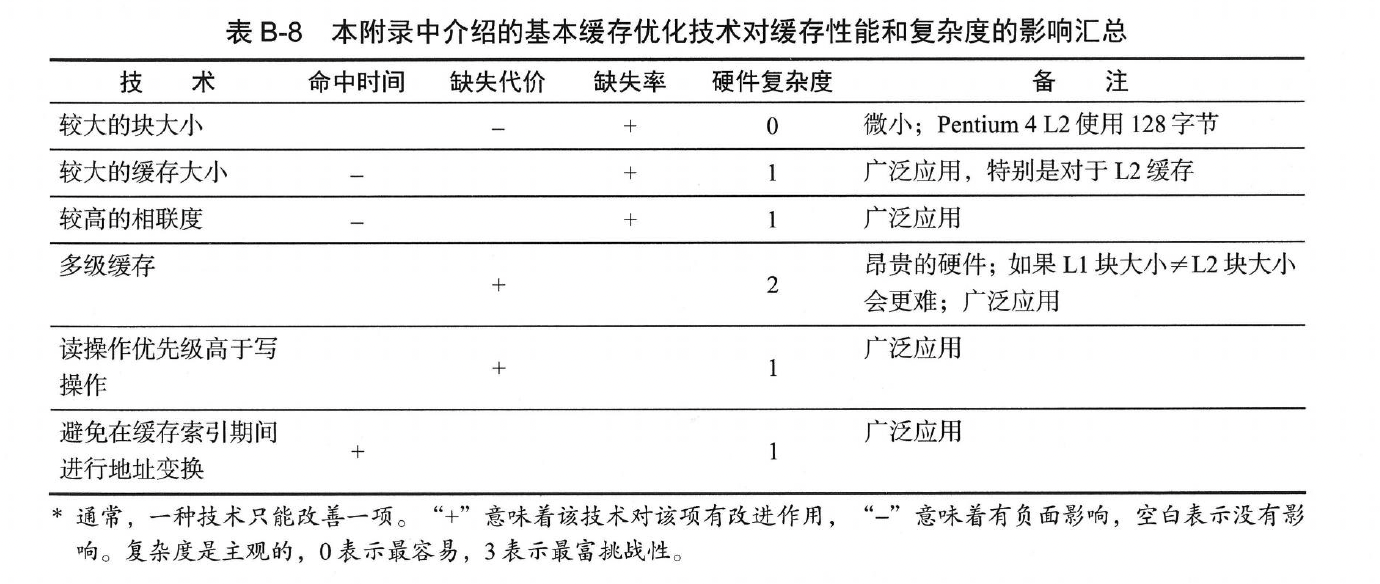 表 B-8 本附录中介绍的基本缓存优化技术对缓存性能和复杂度的影响汇总
技 术 命中时间 缺失代价 缺失率 硬件复杂度 备 注
较大的块大小 – + 0 微小；Pentium 4 L2 使用 128 字节
较大的缓存大小 – + 1 广泛应用，特别是对于 L2 缓存
较高的相联度 – + 1 广泛应用
多级缓存 + 2 昂贵的硬件；如果 L1 块大小≠L2 块大小
会更难；广泛应用
读操作优先级高于写 + 1 广泛应用
操作
避免在缓存索引期间 + 1 广泛应用
进行地址变换
* 通常，一种技术只能改善一项。“+”意味着该技术对该项有改进作用，“–”意味着有负面影响，空白表示没有影
响。复杂度是主观的，0 表示最容易，3 表示最富挑战性。